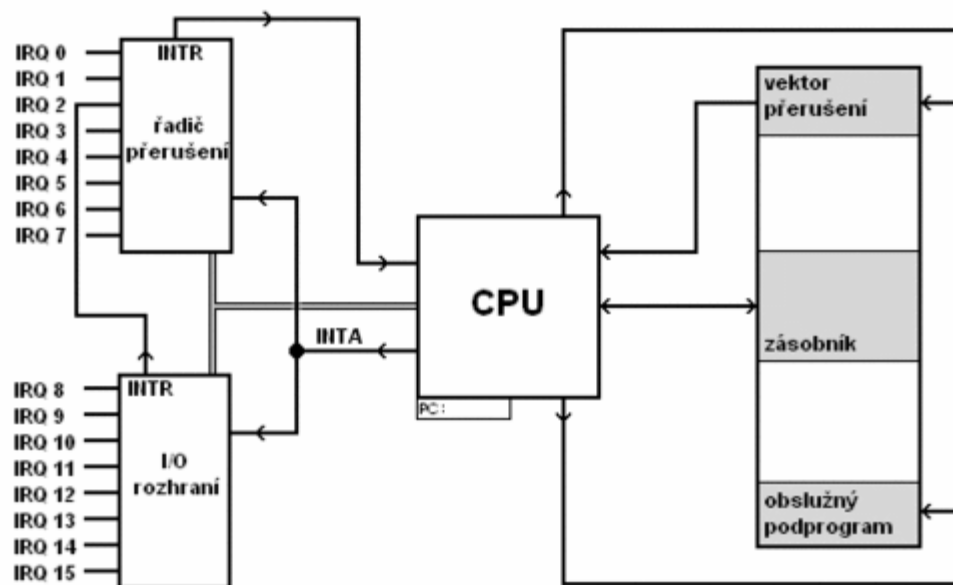 INTR
IRQ 0
IRQ 1
IRQ 2
IRQ 3
IRQ 4
IRQ 5
IRQ 6
IRQ 7
řadič
přerušení
INTR
IRQ 8
IRQ 9
IRQ 10
IRQ 11
IRQ 12
IRQ 13
IRQ 14
IRQ 15
I/O
rozhraní
INTA
CPU
PC:
vektor
přerušení
zásobník
obslužný
podprogram